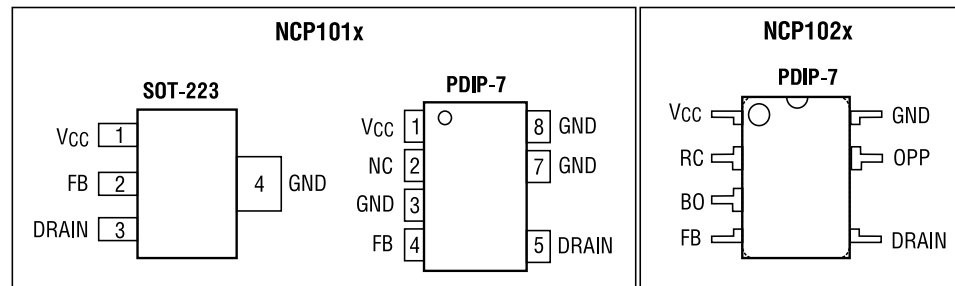 NCP101x
SOT-223
VCC 1
FB 2
DRAIN 3
4 GND
PDIP-7
VCC 1
NC 2
GND 3
FB 4
8 GND
7 GND
5 DRAIN
NCP102x
PDIP-7
VCC
RC
BO
FB
GND
OPP
DRAIN